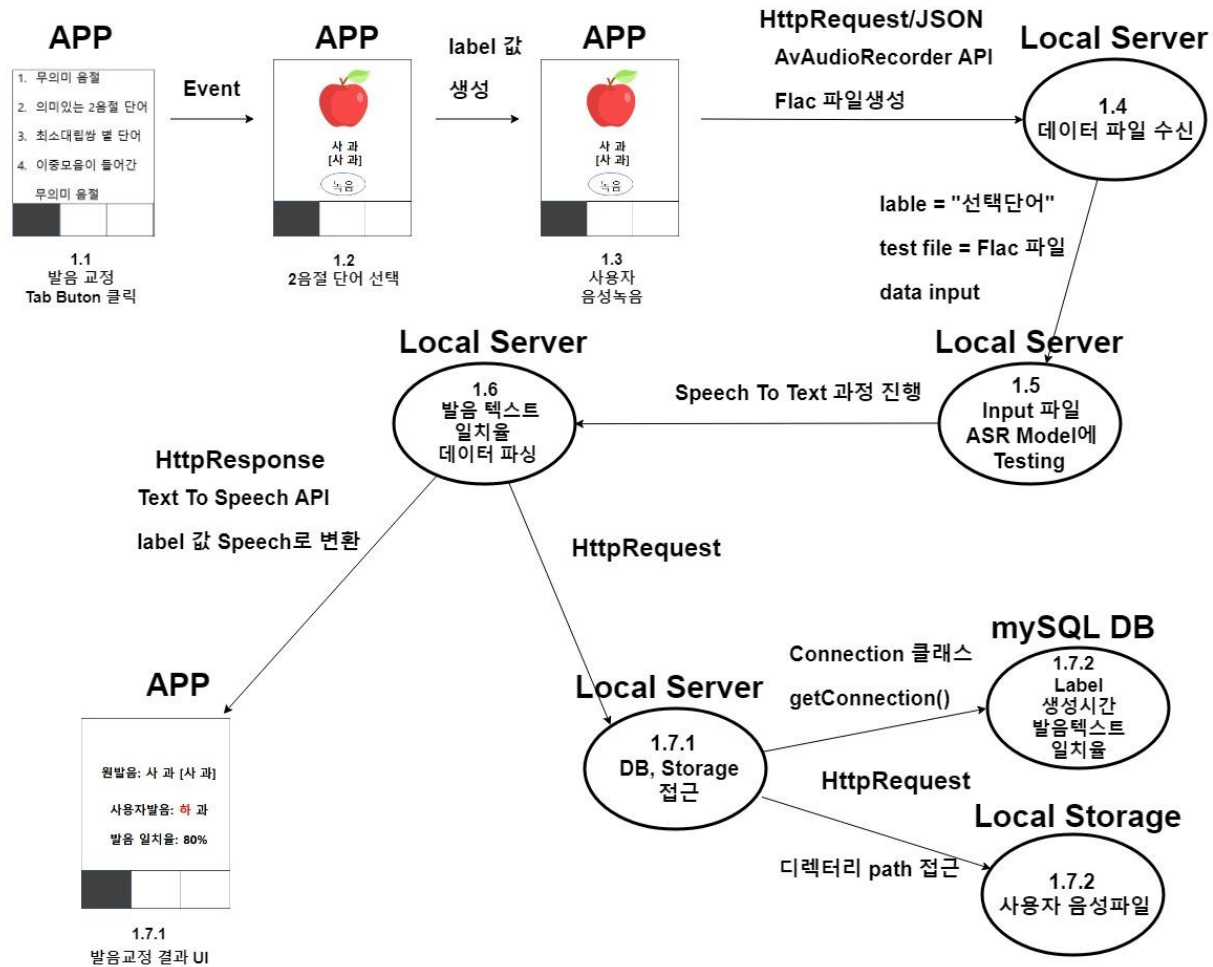 APP
1. 무의미 음절
2. 의미있는 2음절 단어
3. 최소대립쌍 별 단어
4. 이중모음이 들어간
무의미 음절
1.1
발음 교정
Tab Buton 클릭
Event
APP
사 과
[사 과]
녹음
1.2
2음절 단어 선택
label 값
생성
APP
사 과
[사 과]
녹음
1.3
사용자
음성녹음
HttpRequest/JSON
AvAudioRecorder API
Flac 파일생성
Local Server
1.4
데이터 파일 수신
lable = "선택단어"
test file = Flac 파일
data input
Local Server
1.5
Input 파일
ASR Model에
Testing
Speech To Text 과정 진행
Local Server
1.6
발음 텍스트
일치율
데이터 파싱
HttpResponse
Text To Speech API
label 값 Speech로 변환
HttpRequest
APP
원발음: 사 과 [사 과]
사용자발음: 하 과
발음 일치율: 80%
1.7.1
발음교정 결과 UI
Local Server
1.7.1
DB, Storage
접근
Connection 클래스
getConnection()
mySQL DB
1.7.2
Label
생성시간
발음텍스트
일치율
HttpRequest
디렉터리 path 접근
Local Storage
1.7.2
사용자 음성파일